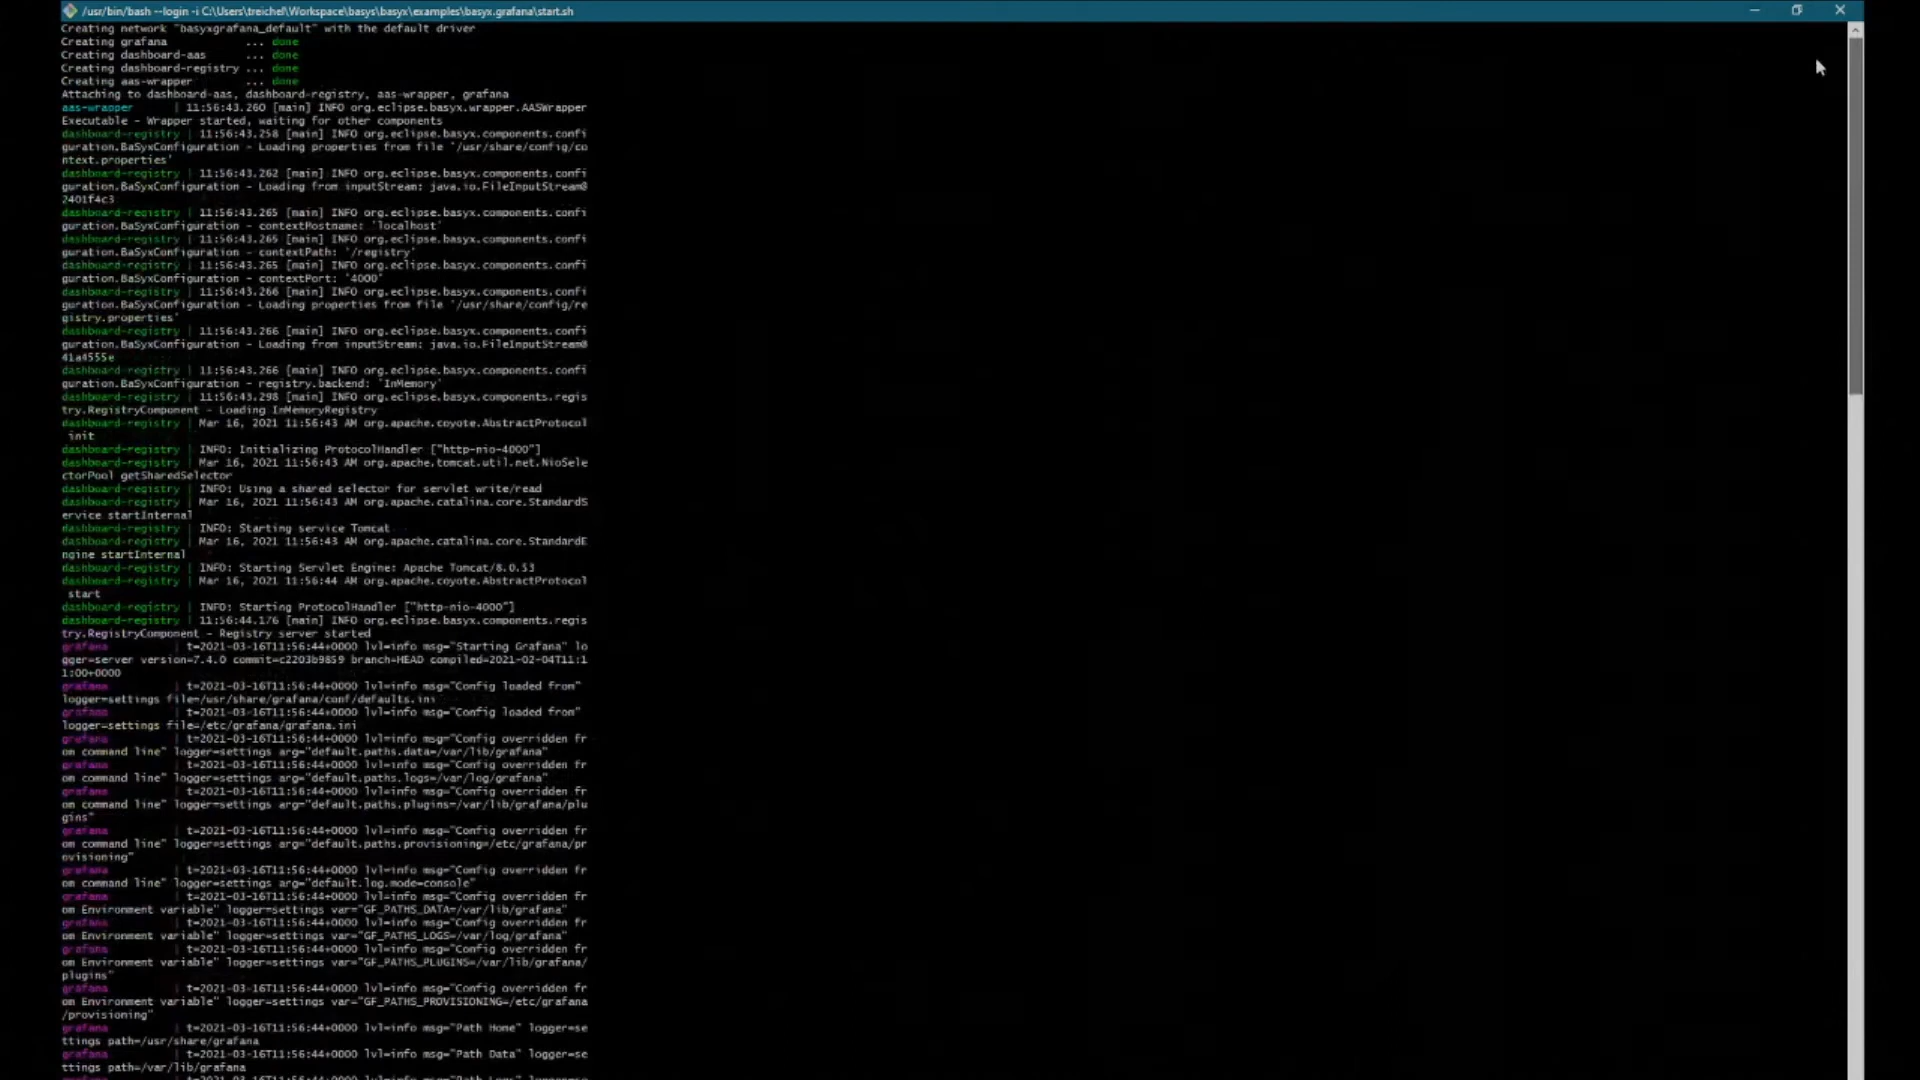 /usr/bin/bash --login -i C:\Users\treichel\Workspace\basys\basyx\examples\basyx.grafana\start.sh
Creating network "basyxgrafana_default" with the default driver
Creating grafana ... done
Creating dashboard-aas ... done
Creating dashboard-registry ... done
Creating aas-wrapper ... done
Attaching to dashboard-aas, dashboard-registry, aas-wrapper, grafana
aas-wrapper | 11:56:43.260 [main] INFO org.eclipse.basyx.wrapper.AASWrapper
Executable - Wrapper started, waiting for other components
dashboard-registry | 11:56:43.258 [main] INFO org.eclipse.basyx.components.confi
guration.BaSyxConfiguration - Loading properties from file '/usr/share/config/co
ntext.properties'
dashboard-registry | 11:56:43.262 [main] INFO org.eclipse.basyx.components.confi
guration.BaSyxConfiguration - Loading from inputStream: java.io.FileInputStream@
2401f4c3
dashboard-registry | 11:56:43.265 [main] INFO org.eclipse.basyx.components.confi
guration.BaSyxConfiguration - contextHostname: 'localhost'
dashboard-registry | 11:56:43.265 [main] INFO org.eclipse.basyx.components.confi
guration.BaSyxConfiguration - contextPath: '/registry'
dashboard-registry | 11:56:43.265 [main] INFO org.eclipse.basyx.components.confi
guration.BaSyxConfiguration - contextPort: '4000'
dashboard-registry | 11:56:43.266 [main] INFO org.eclipse.basyx.components.confi
guration.BaSyxConfiguration - Loading properties from file '/usr/share/config/re
gistry.properties'
dashboard-registry | 11:56:43.266 [main] INFO org.eclipse.basyx.components.confi
guration.BaSyxConfiguration - Loading from inputStream: java.io.FileInputStream@
41a4555e
dashboard-registry | 11:56:43.266 [main] INFO org.eclipse.basyx.components.confi
guration.BaSyxConfiguration - registry.backend: 'InMemory'
dashboard-registry | 11:56:43.298 [main] INFO org.eclipse.basyx.components.regis
try.RegistryComponent - Loading InMemoryRegistry
dashboard-registry | Mar 16, 2021 11:56:43 AM org.apache.coyote.AbstractProtocol
init
dashboard-registry | INFO: Initializing ProtocolHandler ["http-nio-4000"]
dashboard-registry | Mar 16, 2021 11:56:43 AM org.apache.tomcat.util.net.NioSele
ctorPool getSharedSelector
dashboard-registry | INFO: Using a shared selector for servlet write/read
dashboard-registry | Mar 16, 2021 11:56:43 AM org.apache.catalina.core.StandardS
ervice startInternal
dashboard-registry | INFO: Starting service Tomcat
dashboard-registry | Mar 16, 2021 11:56:43 AM org.apache.catalina.core.StandardE
ngine startInternal
dashboard-registry | INFO: Starting Servlet Engine: Apache Tomcat/8.0.53
dashboard-registry | Mar 16, 2021 11:56:44 AM org.apache.coyote.AbstractProtocol
start
dashboard-registry | INFO: Starting ProtocolHandler ["http-nio-4000"]
dashboard-registry | 11:56:44.176 [main] INFO org.eclipse.basyx.components.regis
try.RegistryComponent - Registry server started
grafana | t=2021-03-16T11:56:44+0000 lvl=info msg="Starting Grafana" lo
gger=server version=7.4.0 commit=c2203b9859 branch=HEAD compiled=2021-02-04T11:1
1:00+0000
grafana | t=2021-03-16T11:56:44+0000 lvl=info msg="Config loaded from"
logger=settings file=/usr/share/grafana/conf/defaults.ini
grafana | t=2021-03-16T11:56:44+0000 lvl=info msg="Config loaded from"
logger=settings file=/etc/grafana/grafana.ini
grafana | t=2021-03-16T11:56:44+0000 lvl=info msg="Config overridden fr
om command line" logger=settings arg="default.paths.data=/var/lib/grafana"
grafana | t=2021-03-16T11:56:44+0000 lvl=info msg="Config overridden fr
om command line" logger=settings arg="default.paths.logs=/var/log/grafana"
grafana | t=2021-03-16T11:56:44+0000 lvl=info msg="Config overridden fr
om command line" logger=settings arg="default.paths.plugins=/var/lib/grafana/plu
gins"
grafana | t=2021-03-16T11:56:44+0000 lvl=info msg="Config overridden fr
om command line" logger=settings arg="default.paths.provisioning=/etc/grafana/pr
ovisioning"
grafana | t=2021-03-16T11:56:44+0000 lvl=info msg="Config overridden fr
om command line" logger=settings arg="default.log.mode=console"
grafana | t=2021-03-16T11:56:44+0000 lvl=info msg="Config overridden fr
om Environment variable" logger=settings var="GF_PATHS_DATA=/var/lib/grafana"
grafana | t=2021-03-16T11:56:44+0000 lvl=info msg="Config overridden fr
om Environment variable" logger=settings var="GF_PATHS_LOGS=/var/log/grafana"
grafana | t=2021-03-16T11:56:44+0000 lvl=info msg="Config overridden fr
om Environment variable" logger=settings var="GF_PATHS_PLUGINS=/var/lib/grafana/
plugins"
grafana | t=2021-03-16T11:56:44+0000 lvl=info msg="Config overridden fr
om Environment variable" logger=settings var="GF_PATHS_PROVISIONING=/etc/grafana
/provisioning"
grafana | t=2021-03-16T11:56:44+0000 lvl=info msg="Path Home" logger=se
ttings path=/usr/share/grafana
grafana | t=2021-03-16T11:56:44+0000 lvl=info msg="Path Data" logger=se
ttings path=/var/lib/grafana